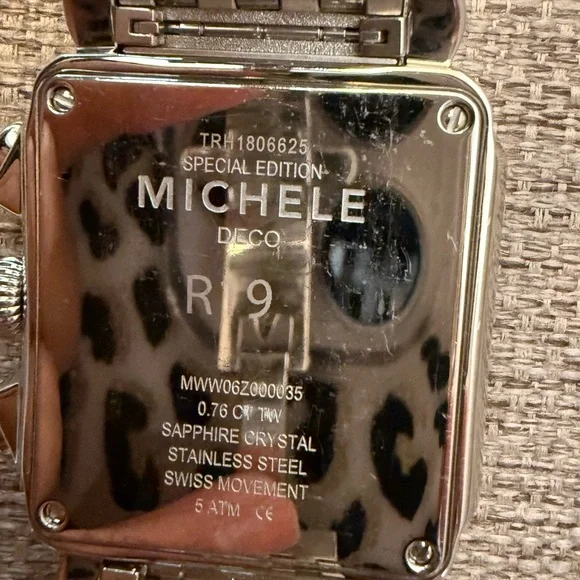 TRH1806625
SPECIAL EDITION
MICHELE
DECO
R 9
MWW06Z000035
0.76 CT TW
SAPPHIRE CRYSTAL
STAINLESS STEEL
SWISS MOVEMENT
5 ATM CE